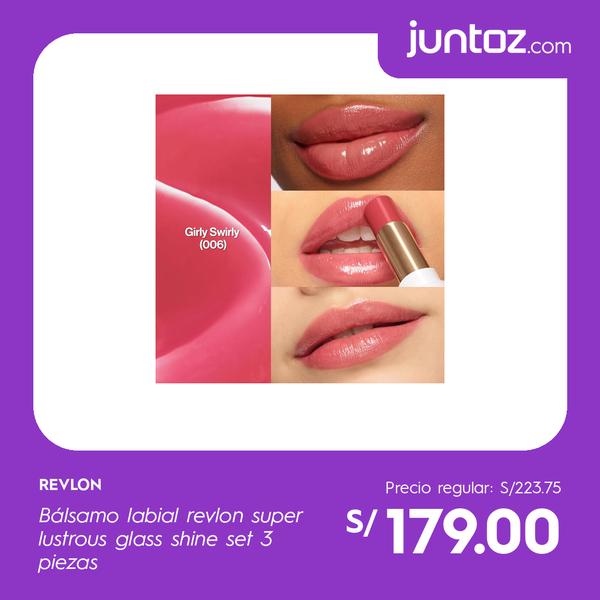 juntoz.com
Girly Swirly
(006)
REVLON
Bálsamo labial revlon super
lustrous glass shine set 3
piezas
Precio regular: S/223.75
S/179.00